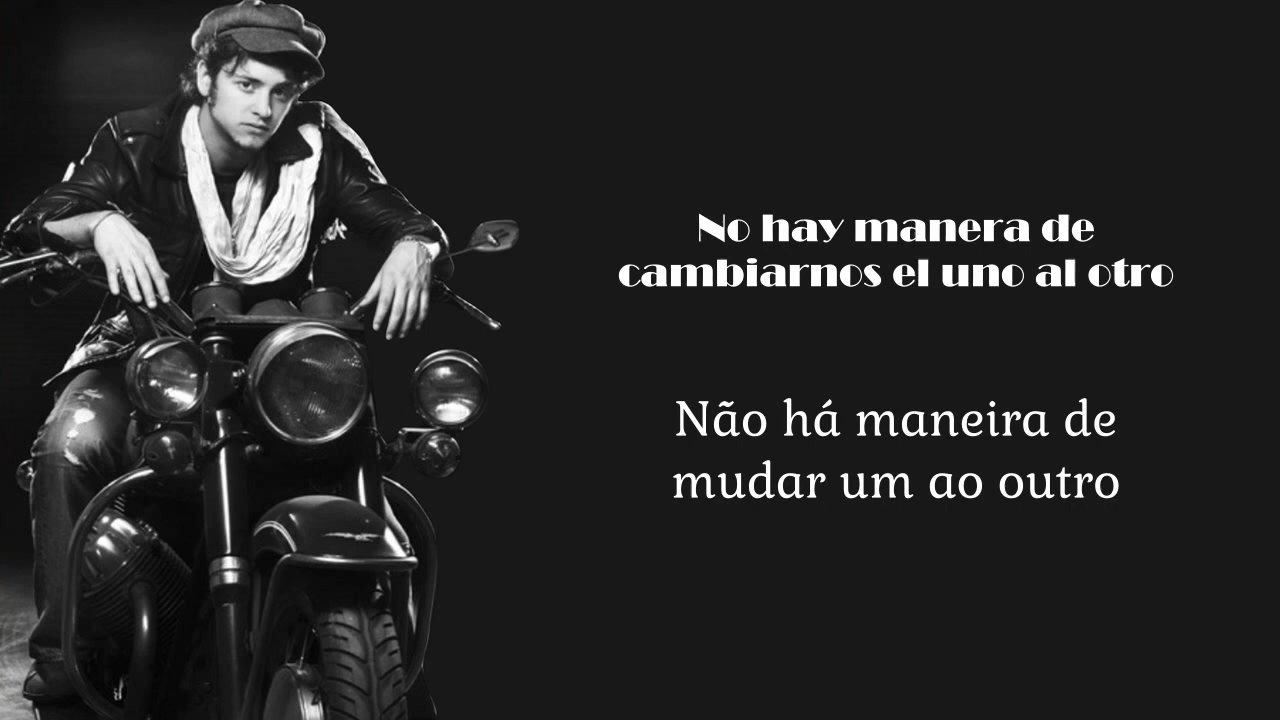 No hay manera de
cambiarnos el uno al otro
Não há maneira de
mudar um ao outro